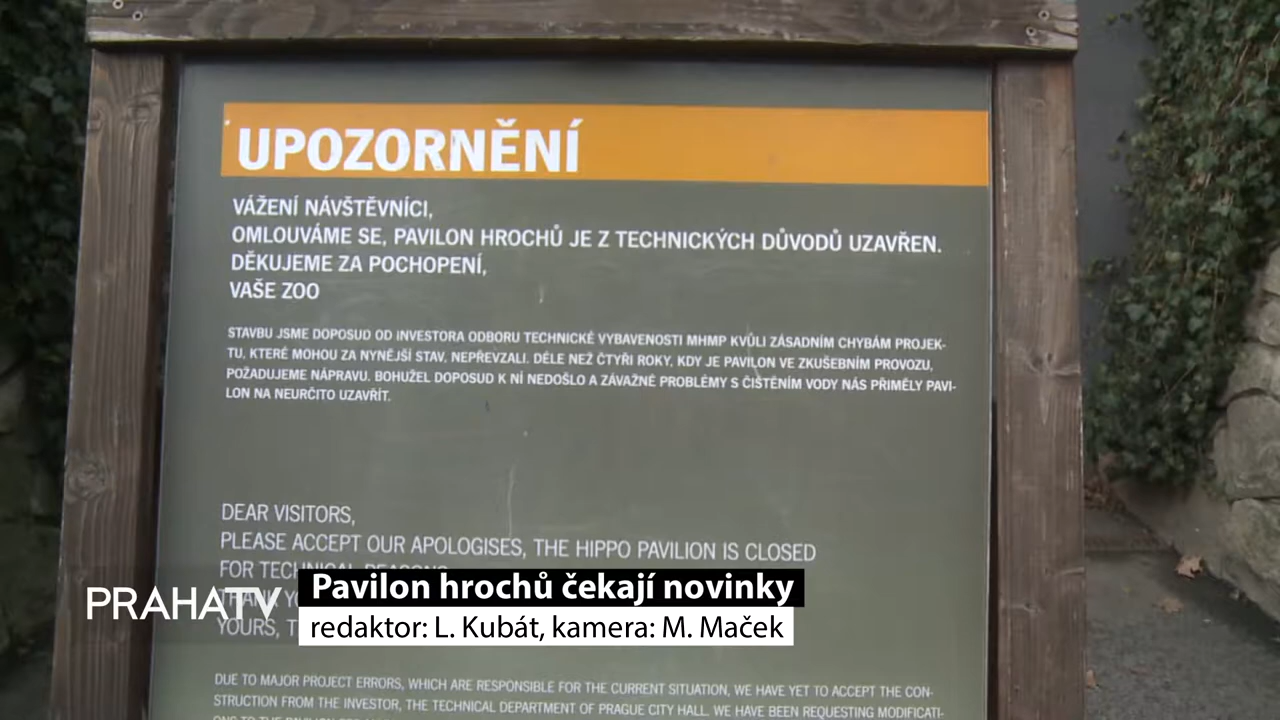 UPOZORNĚNÍ
VÁŽENÍ NÁVŠTĚVNÍCI,
OMLOUVÁME SE, PAVILON HROCHŮ JE Z TECHNICKÝCH DŮVODŮ UZAVŘEN.
DĚKUJEME ZA POCHOPENÍ,
VAŠE ZOO
STAVBU JSME DOPOSUD OD INVESTORA ODBORU TECHNICKÉ VYBAVENOSTI MHMP KVŮLI ZÁSADNÍM CHYBÁM PROJEK-
TU, KTERÉ MOHOU ZA NYNĚJŠÍ STAV, NEPŘEVZALI. DÉLE NEŽ ČTYŘI ROKY, KDY JE PAVILON VE ZKUŠEBNÍM PROVOZU,
POŽADUJEME NÁPRAVU. BOHUŽEL DOPOSUD K NÍ NEDOŠLO A ZÁVAŽNÉ PROBLÉMY S ČIŠTĚNÍM VODY NÁS PŘIMĚLY PAVI-
LON NA NEURČITO UZAVŘÍT.
DEAR VISITORS,
PLEASE ACCEPT OUR APOLOGISES, THE HIPPO PAVILION IS CLOSED
FOR TECHNICAL REASONS
YOURS,
PRAHA TV
Pavilon hrochů čekají novinky
redaktor: L. Kubát, kamera: M. Maček
DUE TO MAJOR PROJECT ERRORS, WHICH ARE RESPONSIBLE FOR THE CURRENT SITUATION, WE HAVE YET TO ACCEPT THE CON-
STRUCTION FROM THE INVESTOR, THE TECHNICAL DEPARTMENT OF PRAGUE CITY HALL. WE HAVE BEEN REQUESTING MODIFICATI-